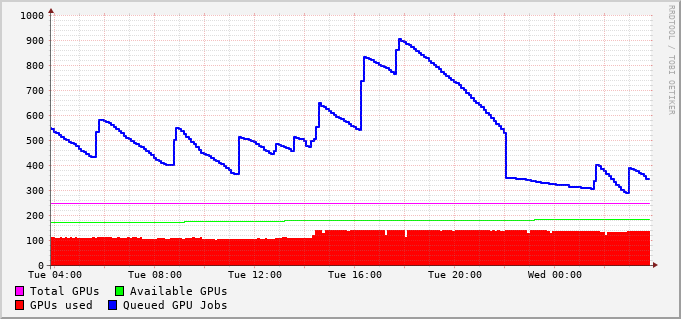 1000
900
800
700
600
500
400
300
200
100
0
Tue 04:00 Tue 08:00 Tue 12:00 Tue 16:00 Tue 20:00 Wed 00:00
Total GPUs Available GPUs
GPUs used Queued GPU Jobs
RRDTOOL / TOBI OETIKER